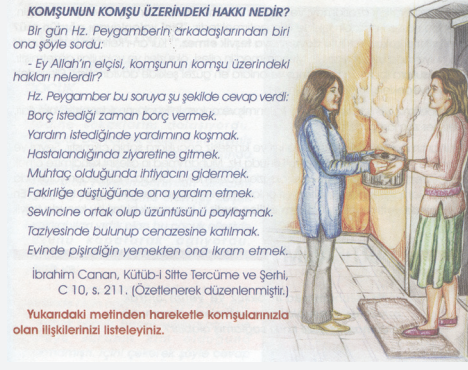 KOMŞUNUN KOMŞU ÜZERİNDEKİ HAKKI NEDİR?
Bir gün Hz. Peygamberin arkadaşlarından biri
ona şöyle sordu:
- Ey Allah'ın elçisi, komşunun komşu üzerindeki
hakları nelerdir?
Hz. Peygamber bu soruya şu şekilde cevap verdi:
Borç istediği zaman borç vermek.
Yardım istediğinde yardımına koşmak.
Hastalandığında ziyaretine gitmek.
Muhtaç olduğunda ihtiyacını gidermek.
Fakirliğe düştüğünde ona yardım etmek.
Sevincine ortak olup üzüntüsünü paylaşmak.
Taziyesinde bulunup cenazesine katılmak.
Evinde pişirdiğin yemekten ona ikram etmek.
İbrahim Canan, Kütüb-i Sitte Tercüme ve Şerhi,
C 10, s. 211. (Özetlenerek düzenlenmiştir.)
Yukarıdaki metinden hareketle komşularınızla
olan ilişkilerinizi listeleyiniz.